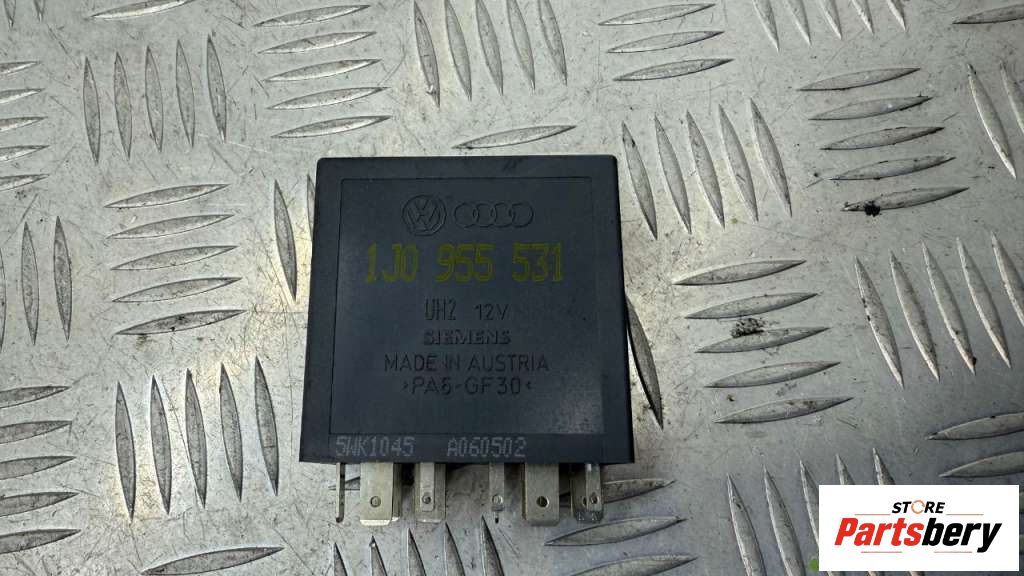 1J0 955 531
UH2 12V
SIEMENS
MADE IN AUSTRIA
>PA6-GF30<
5WK1045 A060502
STORE
Partsbery